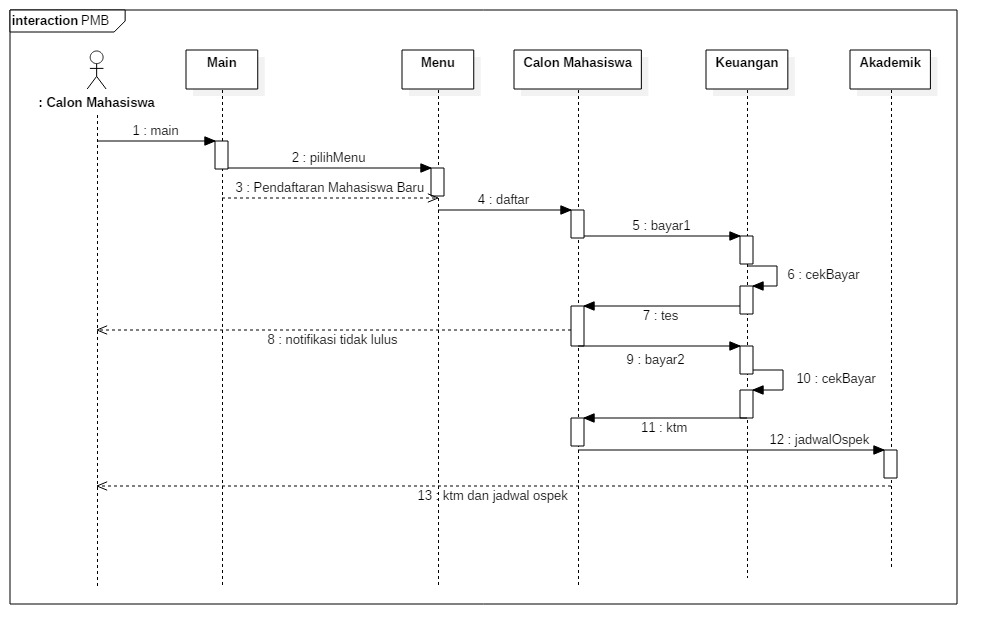 interaction PMB
Main
Menu
Calon Mahasiswa
Keuangan
Akademik
: Calon Mahasiswa
1 : main
2 : pilihMenu
3 : Pendaftaran Mahasiswa Baru
4 : daftar
5 : bayar1
6 : cekBayar
7 : tes
8 : notifikasi tidak lulus
9 : bayar2
10 : cekBayar
11 : ktm
12 : jadwalOspek
13 : ktm dan jadwal ospek